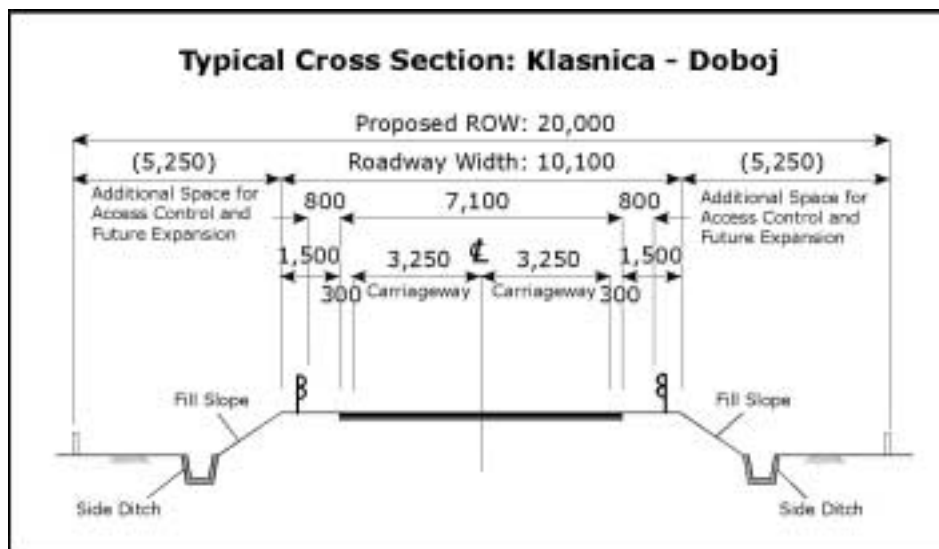 Typical Cross Section: Klasnica - Doboj
Proposed ROW: 20,000
(5,250)
Roadway Width: 10,100
(5,250)
Additional Space for
Access Control and
Future Expansion
800
7,100
800
Additional Space for
Access Control and
Future Expansion
1,500
3,250
℄
3,250
1,500
300
Carriageway
Carriageway
300
Fill Slope
Fill Slope
Side Ditch
Side Ditch